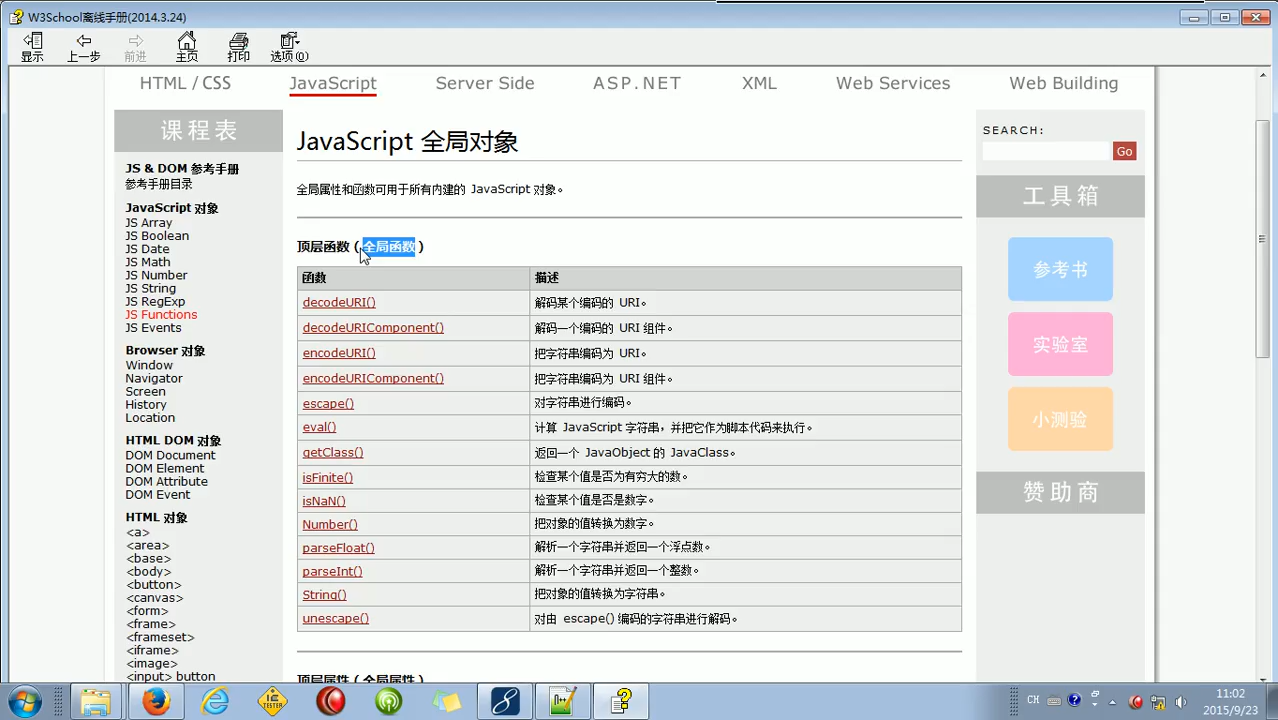 W3School离线手册(2014.3.24)
显示 上一步 前进 主页 打印 选项(O)
HTML / CSS JavaScript Server Side ASP.NET XML Web Services Web Building
课程表
JS & DOM 参考手册
参考手册目录
JavaScript 对象
JS Array
JS Boolean
JS Date
JS Math
JS Number
JS String
JS RegExp
JS Functions
JS Events
Browser 对象
Window
Navigator
Screen
History
Location
HTML DOM 对象
DOM Document
DOM Element
DOM Attribute
DOM Event
HTML 对象
<a>
<area>
<base>
<body>
<button>
<canvas>
<form>
<frame>
<frameset>
<iframe>
<image>
<input> button
JavaScript 全局对象
全局属性和函数可用于所有内建的 JavaScript 对象。
顶层函数（全局函数）
函数 描述
decodeURI() 解码某个编码的 URI。
decodeURIComponent() 解码一个编码的 URI 组件。
encodeURI() 把字符串编码为 URI。
encodeURIComponent() 把字符串编码为 URI 组件。
escape() 对字符串进行编码。
eval() 计算 JavaScript 字符串，并把它作为脚本代码来执行。
getClass() 返回一个 JavaObject 的 JavaClass。
isFinite() 检查某个值是否为有穷大的数。
isNaN() 检查某个值是否是数字。
Number() 把对象的值转换为数字。
parseFloat() 解析一个字符串并返回一个浮点数。
parseInt() 解析一个字符串并返回一个整数。
String() 把对象的值转换为字符串。
unescape() 对由 escape() 编码的字符串进行解码。
顶层属性（全局属性）
SEARCH:
Go
工具箱
参考书
实验室
小测验
赞助商
IE TESTER
CH
11:02
2015/9/23